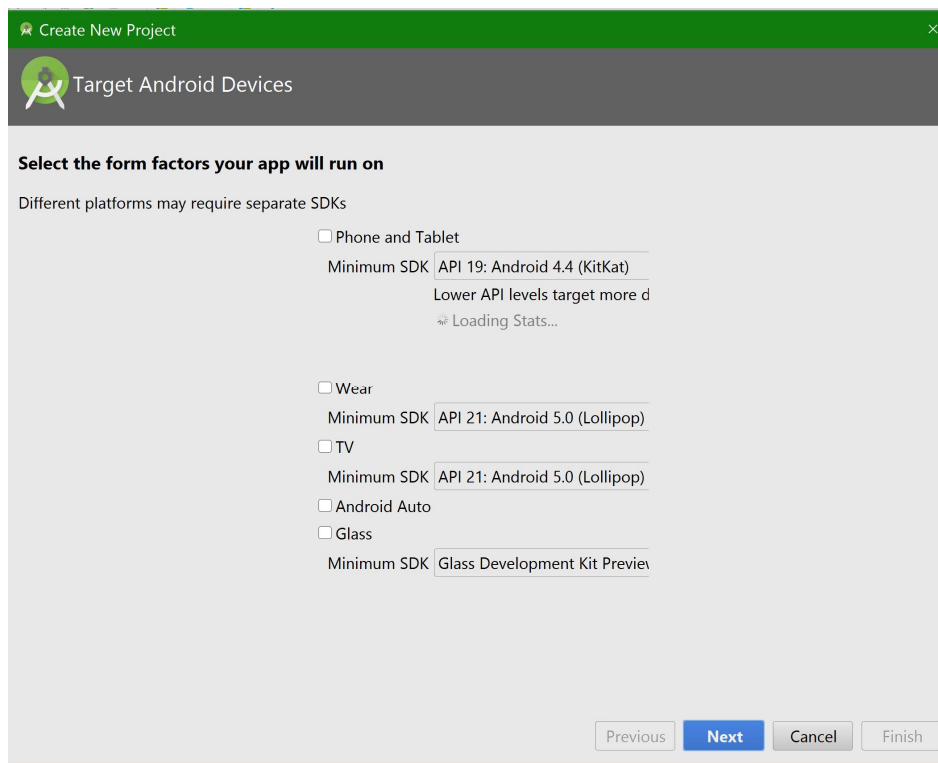 Create New Project
Target Android Devices
Select the form factors your app will run on
Different platforms may require separate SDKs
Phone and Tablet
Minimum SDK API 19: Android 4.4 (KitKat)
Lower API levels target more d
Loading Stats...
Wear
Minimum SDK API 21: Android 5.0 (Lollipop)
TV
Minimum SDK API 21: Android 5.0 (Lollipop)
Android Auto
Glass
Minimum SDK Glass Development Kit Preview
Previous Next Cancel Finish